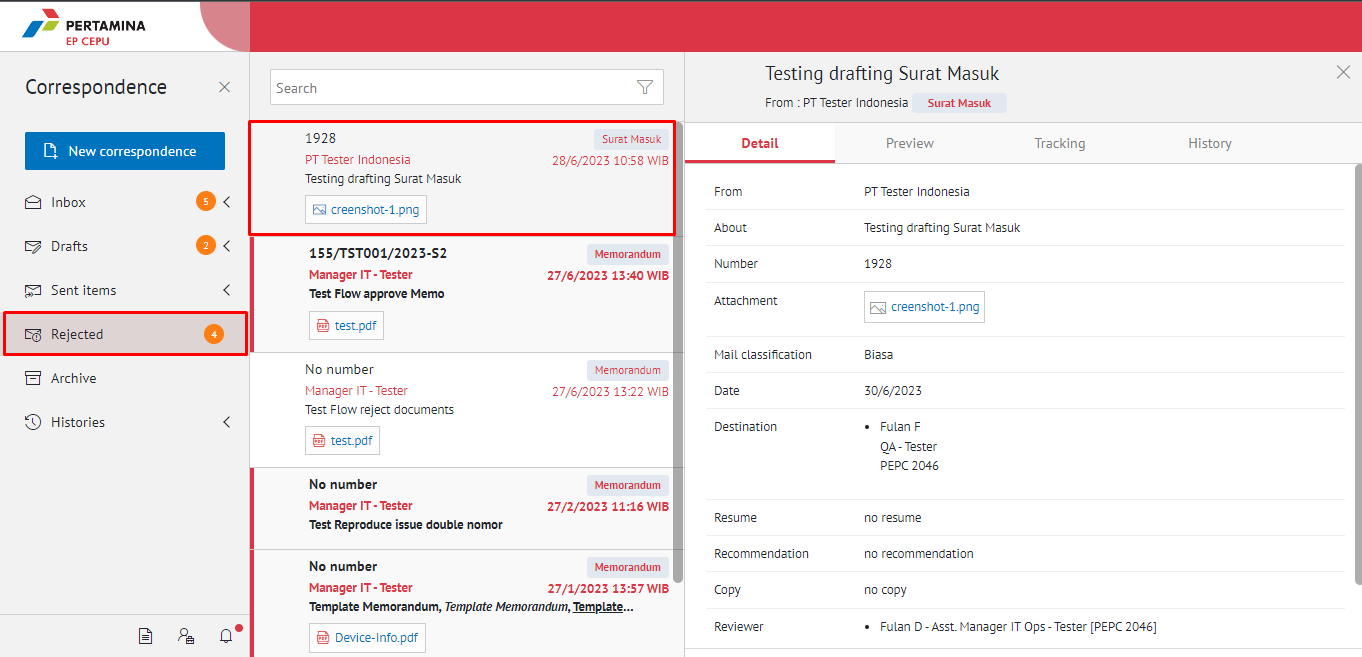 PERTAMINA
EP CEPU
Correspondence
New correspondence
Inbox 5
Drafts 2
Sent items
Rejected 4
Archive
Histories
Search
1928 Surat Masuk
PT Tester Indonesia 28/6/2023 10:58 WIB
Testing drafting Surat Masuk
creenshot-1.png
155/TST001/2023-S2 Memorandum
Manager IT - Tester 27/6/2023 13:40 WIB
Test Flow approve Memo
test.pdf
No number Memorandum
Manager IT - Tester 27/6/2023 13:22 WIB
Test Flow reject documents
test.pdf
No number Memorandum
Manager IT - Tester 27/2/2023 11:16 WIB
Test Reproduce issue double nomor
No number Memorandum
Manager IT - Tester 27/1/2023 13:57 WIB
Template Memorandum, Template Memorandum, Template...
Device-Info.pdf
Testing drafting Surat Masuk
From : PT Tester Indonesia Surat Masuk
Detail Preview Tracking History
From PT Tester Indonesia
About Testing drafting Surat Masuk
Number 1928
Attachment creenshot-1.png
Mail classification Biasa
Date 30/6/2023
Destination • Fulan F
QA - Tester
PEPC 2046
Resume no resume
Recommendation no recommendation
Copy no copy
Reviewer • Fulan D - Asst. Manager IT Ops - Tester [PEPC 2046]